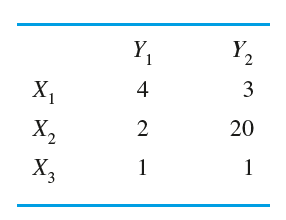 Y₁ Y₂
X₁ 4 3
X₂ 2 20
X₃ 1 1